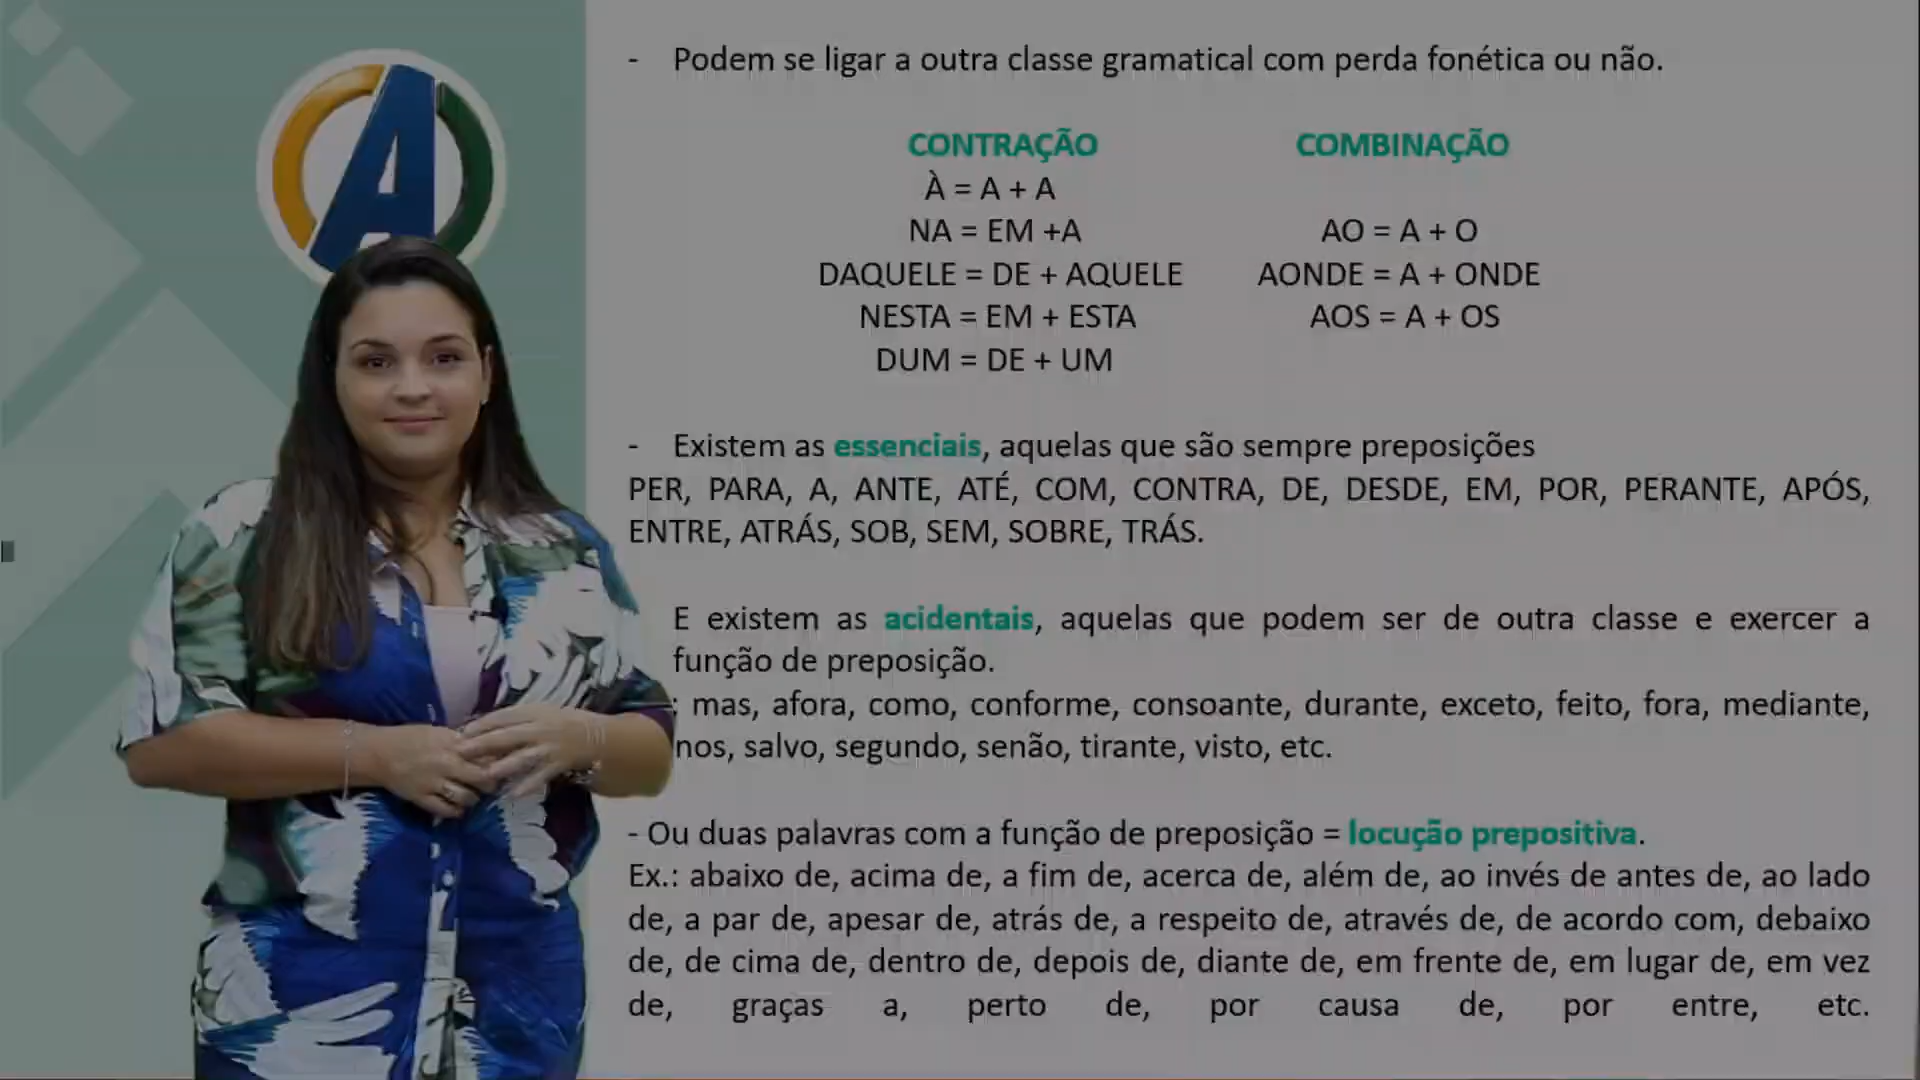 - Podem se ligar a outra classe gramatical com perda fonética ou não.
CONTRAÇÃO COMBINAÇÃO
À = A + A
NA = EM +A AO = A + O
DAQUELE = DE + AQUELE AONDE = A + ONDE
NESTA = EM + ESTA AOS = A + OS
DUM = DE + UM
- Existem as essenciais, aquelas que são sempre preposições
PER, PARA, A, ANTE, ATÉ, COM, CONTRA, DE, DESDE, EM, POR, PERANTE, APÓS,
ENTRE, ATRÁS, SOB, SEM, SOBRE, TRÁS.
E existem as acidentais, aquelas que podem ser de outra classe e exercer a
função de preposição.
: mas, afora, como, conforme, consoante, durante, exceto, feito, fora, mediante,
nos, salvo, segundo, senão, tirante, visto, etc.
- Ou duas palavras com a função de preposição = locução prepositiva.
Ex.: abaixo de, acima de, a fim de, acerca de, além de, ao invés de antes de, ao lado
de, a par de, apesar de, atrás de, a respeito de, através de, de acordo com, debaixo
de, de cima de, dentro de, depois de, diante de, em frente de, em lugar de, em vez
de, graças a, perto de, por causa de, por entre, etc.